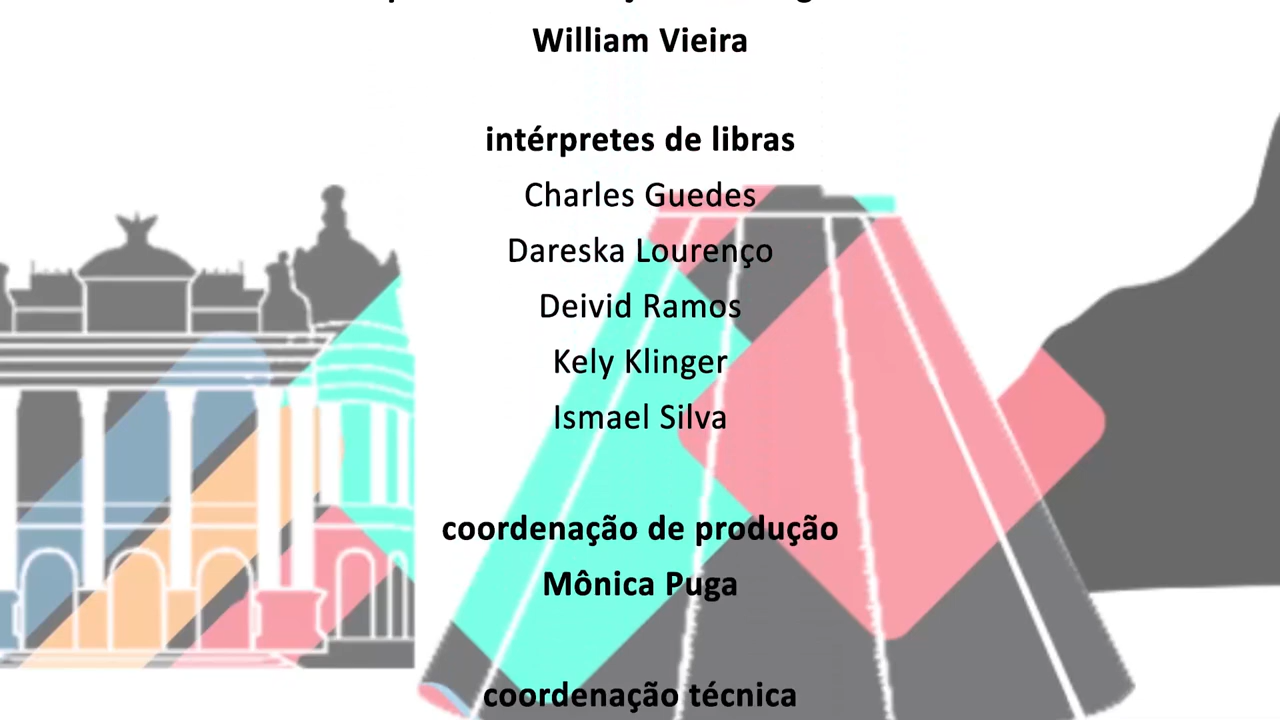 William Vieira
intérpretes de libras
Charles Guedes
Dareska Lourenço
Deivid Ramos
Kely Klinger
Ismael Silva
coordenação de produção
Mônica Puga
coordenação técnica